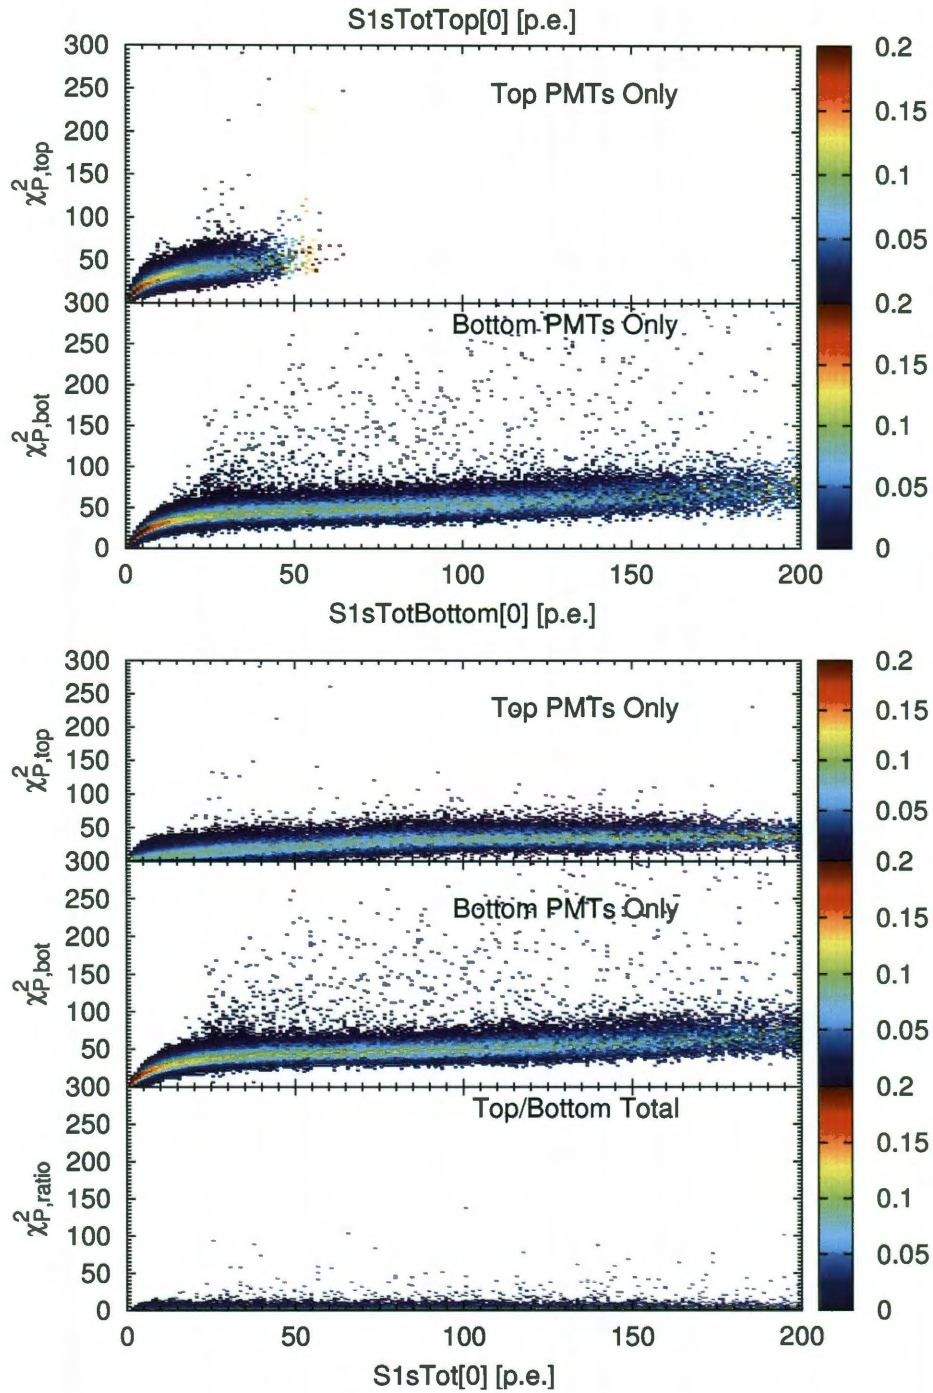 S1sTotTop[0] [p.e.]
300 0.2
Top PMTs Only
250
200 0.15
χ²P,top
150 0.1
100 0.05
50
300 0.2
Bottom PMTs Only
250
200 0.15
χ²P,bot
150 0.1
100 0.05
50
0 0
0 50 100 150 200
S1sTotBottom[0] [p.e.]
300 0.2
250 Top PMTs Only
200 0.15
χ²P,top
150 0.1
100 0.05
50
300 0.2
250 Bottom PMTs Only
200 0.15
χ²P,bot
150 0.1
100 0.05
50
300 0.2
Top/Bottom Total
250
200 0.15
χ²P,ratio
150 0.1
100 0.05
50
0 0
0 50 100 150 200
S1sTot[0] [p.e.]